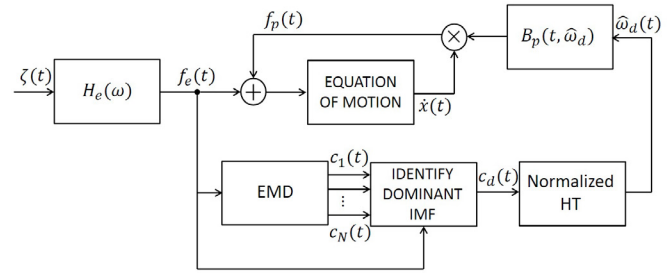 f_p(t)
×
B_p(t, ω̂_d)
ω̂_d(t)
ζ(t)
H_e(ω)
f_e(t)
+
EQUATION
OF MOTION
ẋ(t)
EMD
c_1(t)
⋮
c_N(t)
IDENTIFY
DOMINANT
IMF
c_d(t)
Normalized
HT